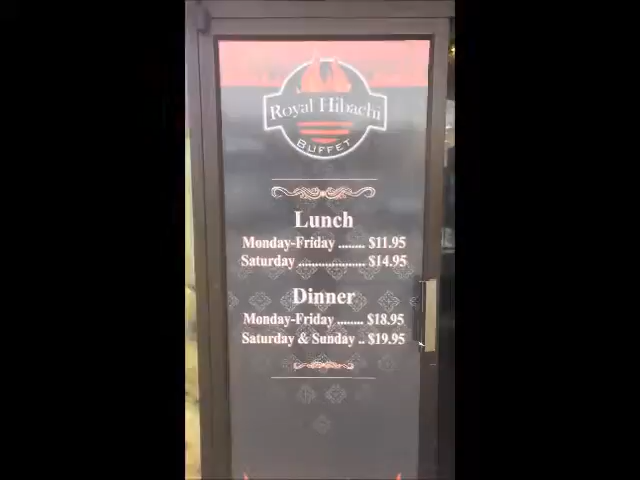 Royal Hibachi
BUFFET
Lunch
Monday-Friday ........ $11.95
Saturday .................... $14.95
Dinner
Monday-Friday ........ $18.95
Saturday & Sunday .. $19.95